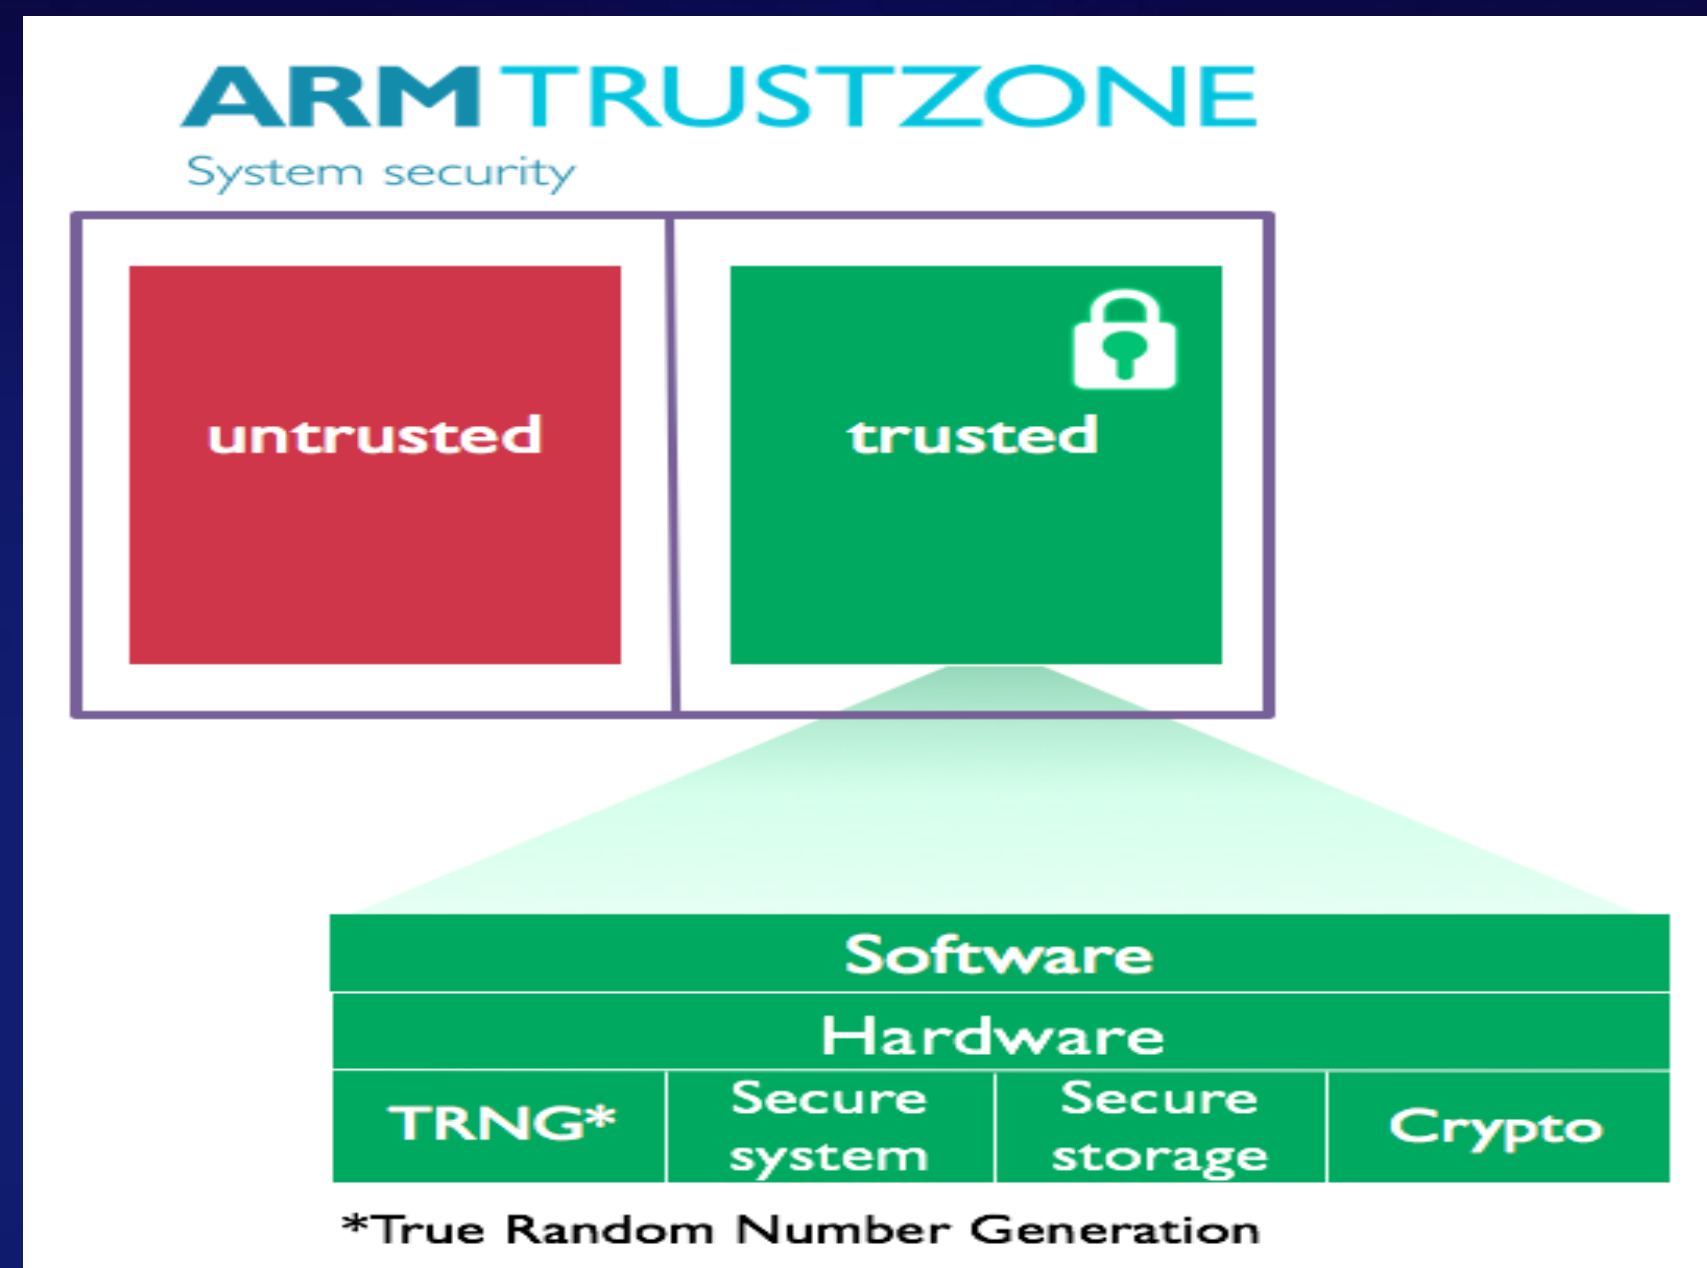 ARM TRUSTZONE
System security
untrusted
trusted
Software
Hardware
TRNG*
Secure
system
Secure
storage
Crypto
*True Random Number Generation